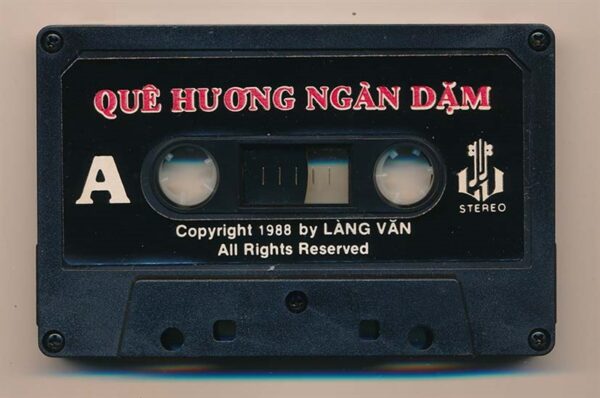 QUÊ HƯƠNG NGÀN DẶM
A
STEREO
Copyright 1988 by LÀNG VĂN
All Rights Reserved